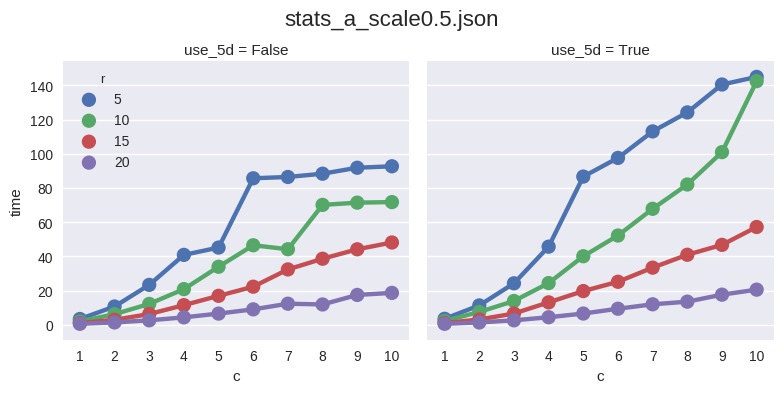 stats_a_scale0.5.json
use_5d = False
use_5d = True
r
5
10
15
20
time
140
120
100
80
60
40
20
0
1 2 3 4 5 6 7 8 9 10
c
1 2 3 4 5 6 7 8 9 10
c